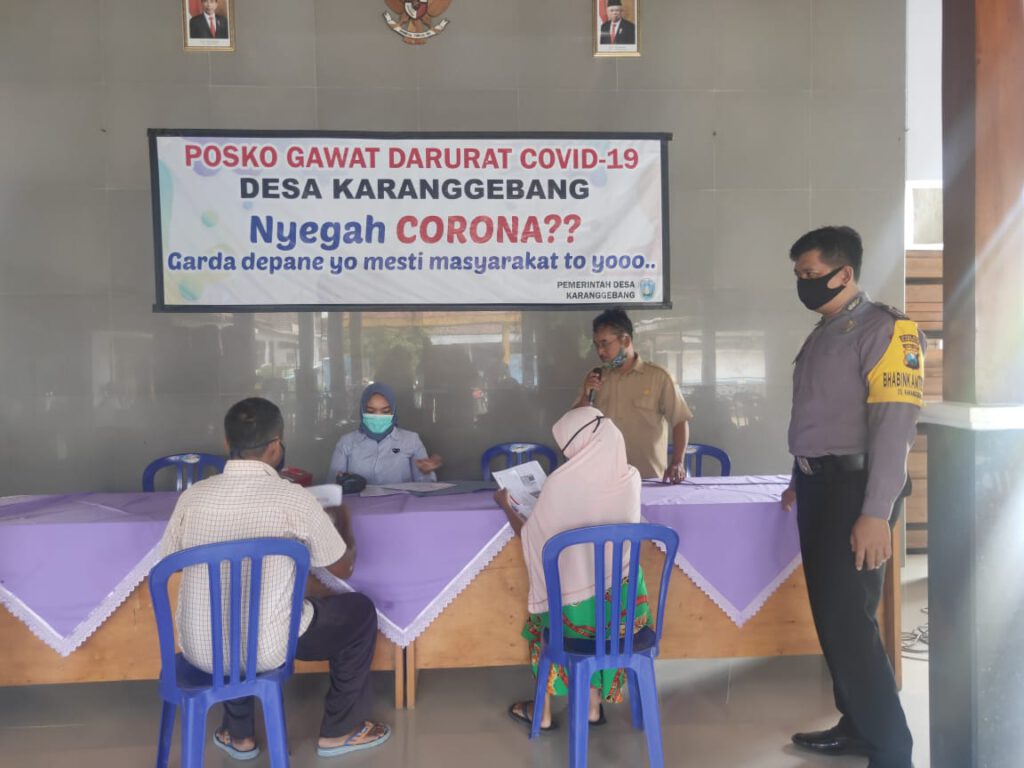 POSKO GAWAT DARURAT COVID-19
DESA KARANGGEBANG
Nyegah CORONA??
Garda depane yo mesti masyarakat to yooo..
PEMERINTAH DESA
KARANGGEBANG